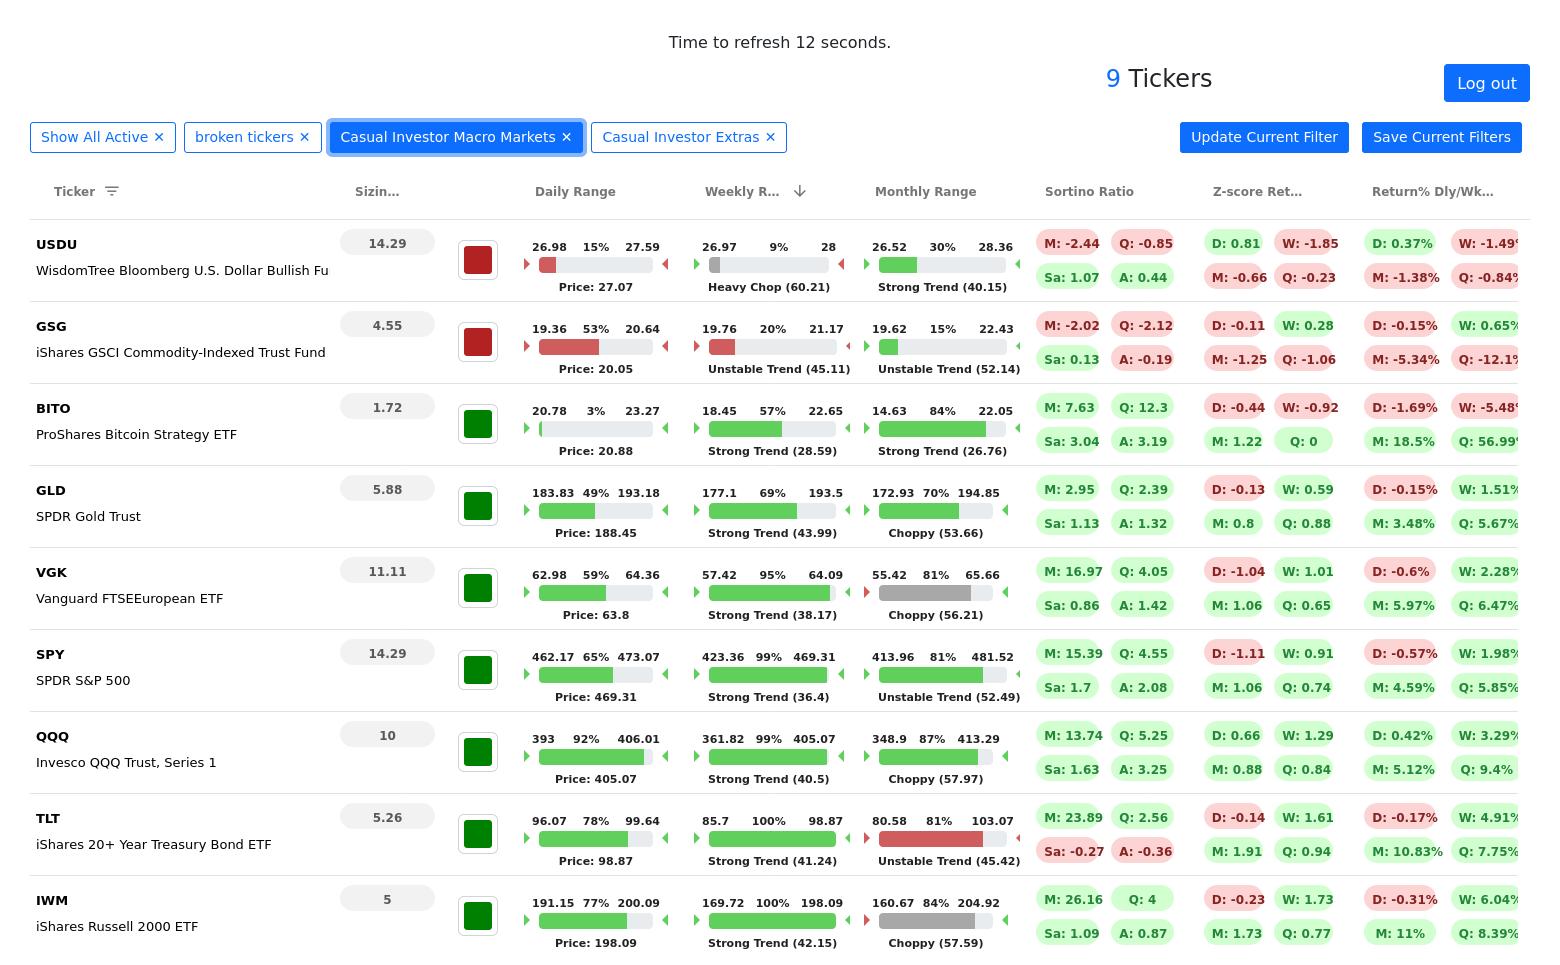 Time to refresh 12 seconds.
9 Tickers
Log out
Show All Active ✕ broken tickers ✕ Casual Investor Macro Markets ✕ Casual Investor Extras ✕ Update Current Filter Save Current Filters
Ticker Sizin... Daily Range Weekly R... Monthly Range Sortino Ratio Z-score Ret... Return% Dly/Wk...
USDU 14.29 26.98 15% 27.59 26.97 9% 28 26.52 30% 28.36 M: -2.44 Q: -0.85 D: 0.81 W: -1.85 D: 0.37% W: -1.49%
WisdomTree Bloomberg U.S. Dollar Bullish Fu Price: 27.07 Heavy Chop (60.21) Strong Trend (40.15) Sa: 1.07 A: 0.44 M: -0.66 Q: -0.23 M: -1.38% Q: -0.84%
GSG 4.55 19.36 53% 20.64 19.76 20% 21.17 19.62 15% 22.43 M: -2.02 Q: -2.12 D: -0.11 W: 0.28 D: -0.15% W: 0.65%
iShares GSCI Commodity-Indexed Trust Fund Price: 20.05 Unstable Trend (45.11) Unstable Trend (52.14) Sa: 0.13 A: -0.19 M: -1.25 Q: -1.06 M: -5.34% Q: -12.1%
BITO 1.72 20.78 3% 23.27 18.45 57% 22.65 14.63 84% 22.05 M: 7.63 Q: 12.3 D: -0.44 W: -0.92 D: -1.69% W: -5.48%
ProShares Bitcoin Strategy ETF Price: 20.88 Strong Trend (28.59) Strong Trend (26.76) Sa: 3.04 A: 3.19 M: 1.22 Q: 0 M: 18.5% Q: 56.99%
GLD 5.88 183.83 49% 193.18 177.1 69% 193.5 172.93 70% 194.85 M: 2.95 Q: 2.39 D: -0.13 W: 0.59 D: -0.15% W: 1.51%
SPDR Gold Trust Price: 188.45 Strong Trend (43.99) Choppy (53.66) Sa: 1.13 A: 1.32 M: 0.8 Q: 0.88 M: 3.48% Q: 5.67%
VGK 11.11 62.98 59% 64.36 57.42 95% 64.09 55.42 81% 65.66 M: 16.97 Q: 4.05 D: -1.04 W: 1.01 D: -0.6% W: 2.28%
Vanguard FTSEEuropean ETF Price: 63.8 Strong Trend (38.17) Choppy (56.21) Sa: 0.86 A: 1.42 M: 1.06 Q: 0.65 M: 5.97% Q: 6.47%
SPY 14.29 462.17 65% 473.07 423.36 99% 469.31 413.96 81% 481.52 M: 15.39 Q: 4.55 D: -1.11 W: 0.91 D: -0.57% W: 1.98%
SPDR S&P 500 Price: 469.31 Strong Trend (36.4) Unstable Trend (52.49) Sa: 1.7 A: 2.08 M: 1.06 Q: 0.74 M: 4.59% Q: 5.85%
QQQ 10 393 92% 406.01 361.82 99% 405.07 348.9 87% 413.29 M: 13.74 Q: 5.25 D: 0.66 W: 1.29 D: 0.42% W: 3.29%
Invesco QQQ Trust, Series 1 Price: 405.07 Strong Trend (40.5) Choppy (57.97) Sa: 1.63 A: 3.25 M: 0.88 Q: 0.84 M: 5.12% Q: 9.4%
TLT 5.26 96.07 78% 99.64 85.7 100% 98.87 80.58 81% 103.07 M: 23.89 Q: 2.56 D: -0.14 W: 1.61 D: -0.17% W: 4.91%
iShares 20+ Year Treasury Bond ETF Price: 98.87 Strong Trend (41.24) Unstable Trend (45.42) Sa: -0.27 A: -0.36 M: 1.91 Q: 0.94 M: 10.83% Q: 7.75%
IWM 5 191.15 77% 200.09 169.72 100% 198.09 160.67 84% 204.92 M: 26.16 Q: 4 D: -0.23 W: 1.73 D: -0.31% W: 6.04%
iShares Russell 2000 ETF Price: 198.09 Strong Trend (42.15) Choppy (57.59) Sa: 1.09 A: 0.87 M: 1.73 Q: 0.77 M: 11% Q: 8.39%